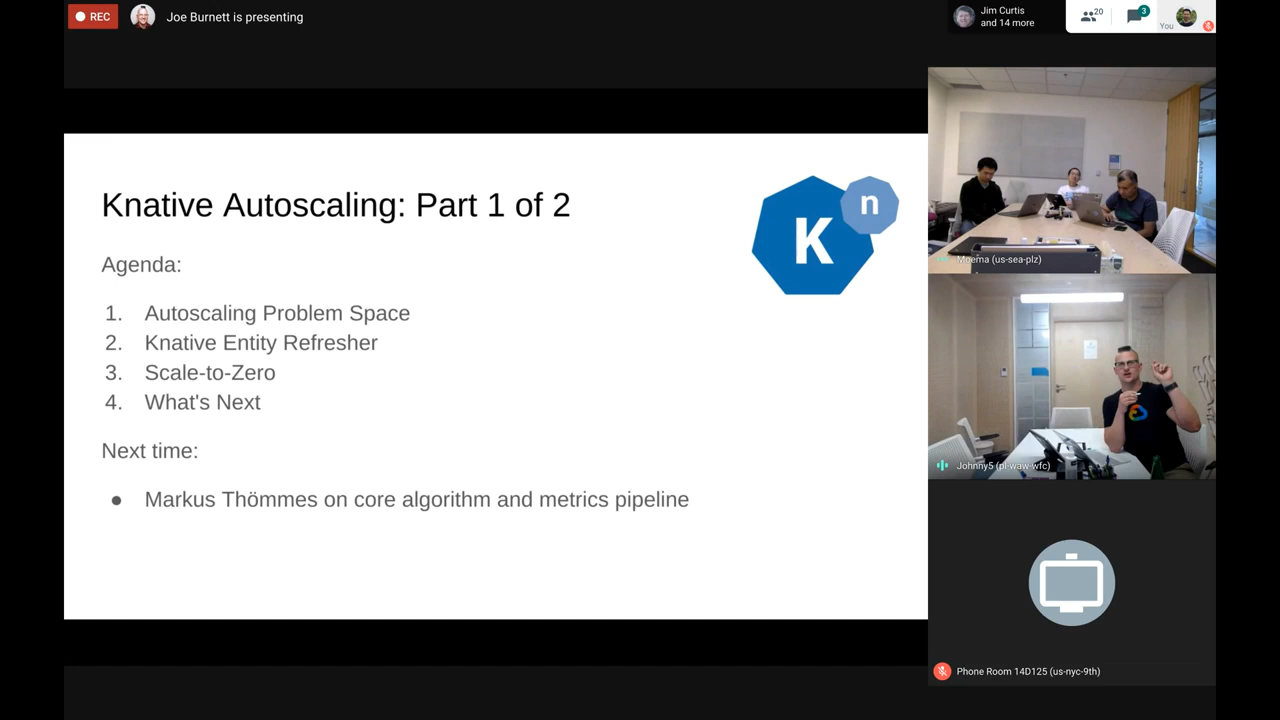 REC
Joe Burnett is presenting
Jim Curtis
and 14 more
20
3
You
Knative Autoscaling: Part 1 of 2
K
n
Agenda:
1. Autoscaling Problem Space
2. Knative Entity Refresher
3. Scale-to-Zero
4. What's Next
Next time:
● Markus Thömmes on core algorithm and metrics pipeline
Moema (us-sea-plz)
Johnny5 (pl-waw-wfc)
Phone Room 14D125 (us-nyc-9th)